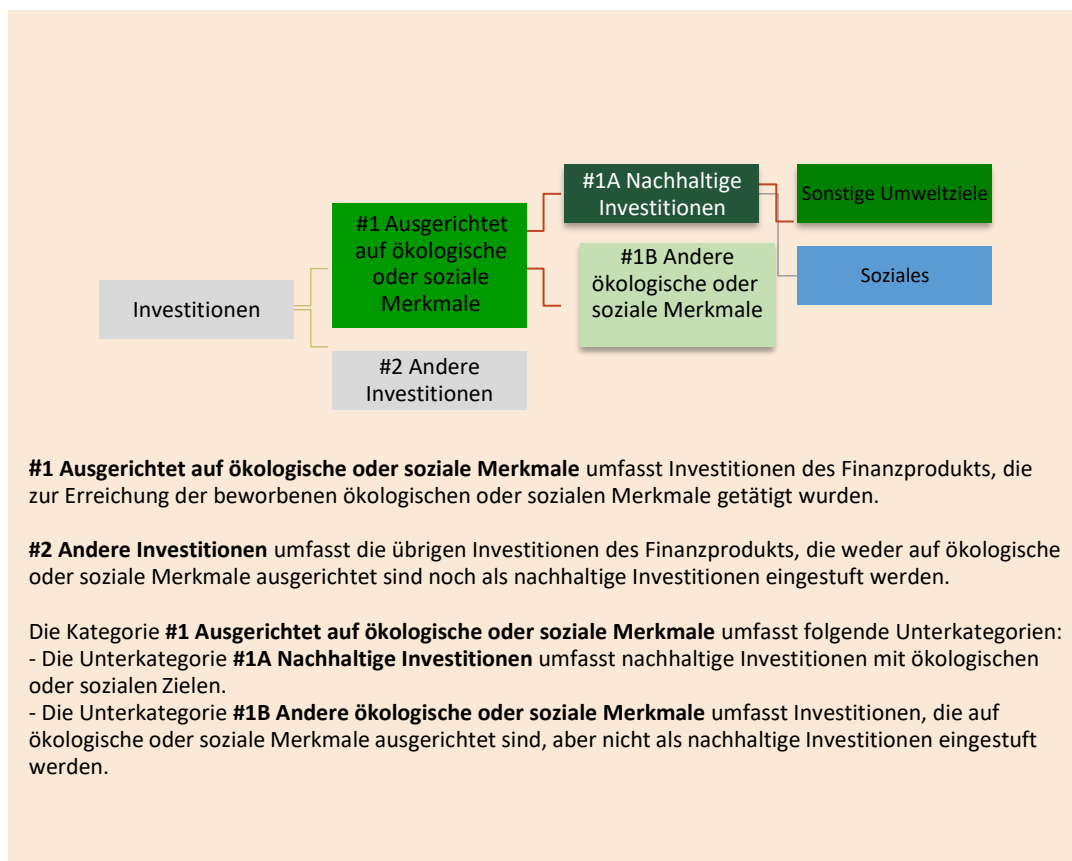 #1A Nachhaltige
Investitionen
Sonstige Umweltziele
#1 Ausgerichtet
auf ökologische
oder soziale
Merkmale
#1B Andere
ökologische oder
soziale Merkmale
Soziales
Investitionen
#2 Andere
Investitionen
#1 Ausgerichtet auf ökologische oder soziale Merkmale umfasst Investitionen des Finanzprodukts, die
zur Erreichung der beworbenen ökologischen oder sozialen Merkmale getätigt wurden.
#2 Andere Investitionen umfasst die übrigen Investitionen des Finanzprodukts, die weder auf ökologische
oder soziale Merkmale ausgerichtet sind noch als nachhaltige Investitionen eingestuft werden.
Die Kategorie #1 Ausgerichtet auf ökologische oder soziale Merkmale umfasst folgende Unterkategorien:
- Die Unterkategorie #1A Nachhaltige Investitionen umfasst nachhaltige Investitionen mit ökologischen
oder sozialen Zielen.
- Die Unterkategorie #1B Andere ökologische oder soziale Merkmale umfasst Investitionen, die auf
ökologische oder soziale Merkmale ausgerichtet sind, aber nicht als nachhaltige Investitionen eingestuft
werden.